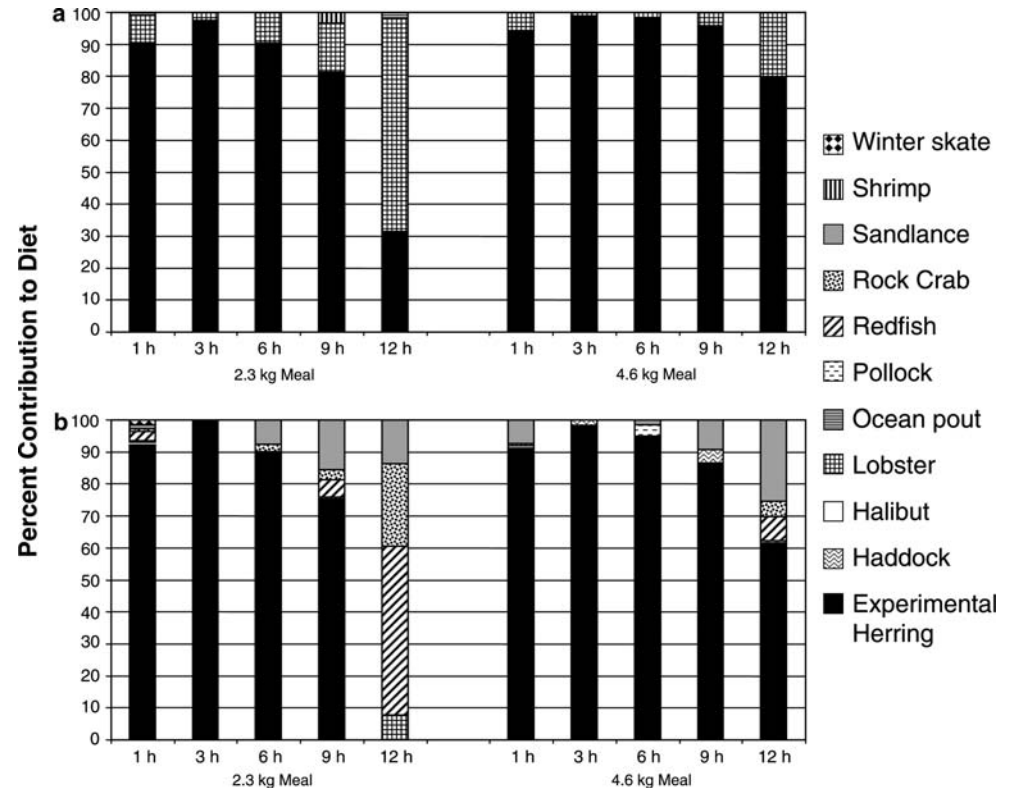 a
100
90
80
70
60
50
40
30
20
10
0
1 h 3 h 6 h 9 h 12 h 1 h 3 h 6 h 9 h 12 h
2.3 kg Meal 4.6 kg Meal
b
100
90
80
70
60
50
40
30
20
10
0
1 h 3 h 6 h 9 h 12 h 1 h 3 h 6 h 9 h 12 h
2.3 kg Meal 4.6 kg Meal
Percent Contribution to Diet
Winter skate
Shrimp
Sandlance
Rock Crab
Redfish
Pollock
Ocean pout
Lobster
Halibut
Haddock
Experimental
Herring